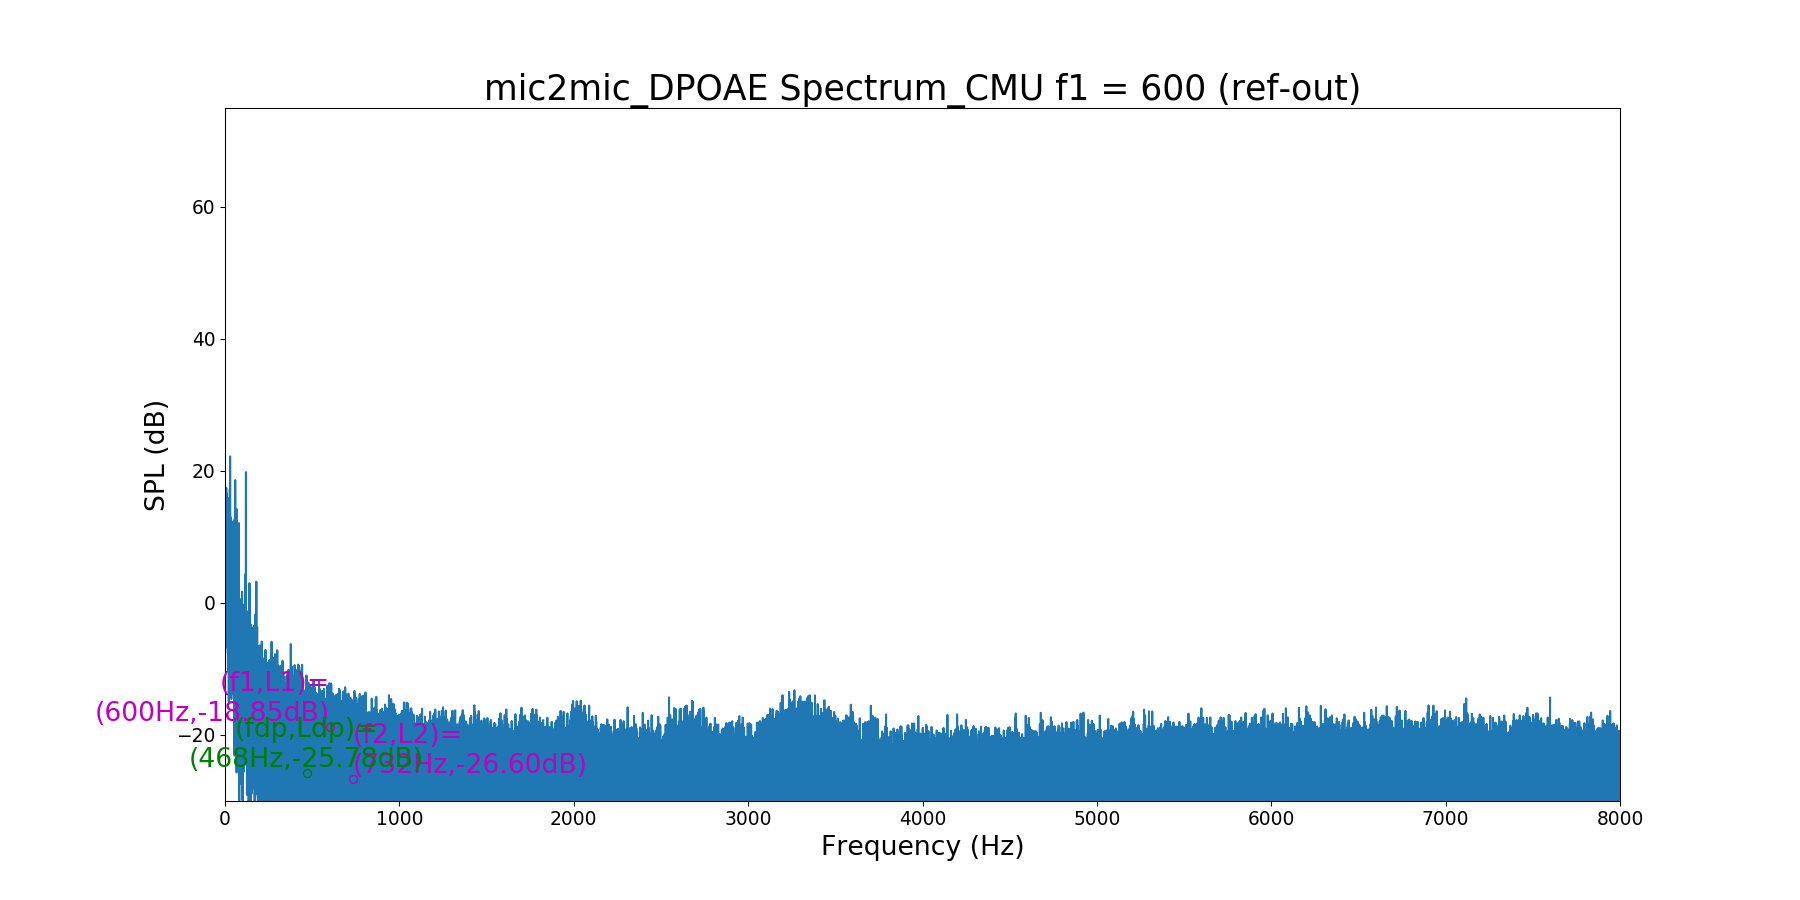 mic2mic_DPOAE Spectrum_CMU f1 = 600 (ref-out)
SPL (dB)
60
40
20
0
−20
(f1,L1)=
(600Hz,-18.85dB)
(fdp,Ldp)=
(468Hz,-25.78dB)
(f2,L2)=
(732Hz,-26.60dB)
0 1000 2000 3000 4000 5000 6000 7000 8000
Frequency (Hz)